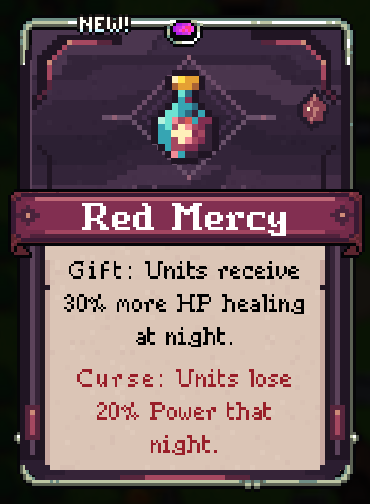 NEW!
Red Mercy
Gift: Units receive
30% more HP healing
at night.
Curse: Units lose
20% Power that
night.